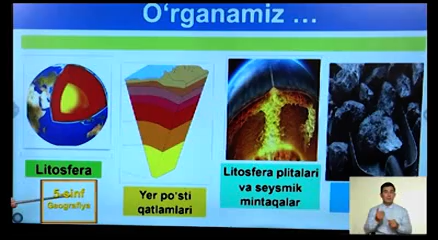 O'rganamiz ...
Litosfera
Yer po'sti
qatlamlari
Litosfera plitalari
va seysmik
mintaqalar
5-sinf
Geografiya